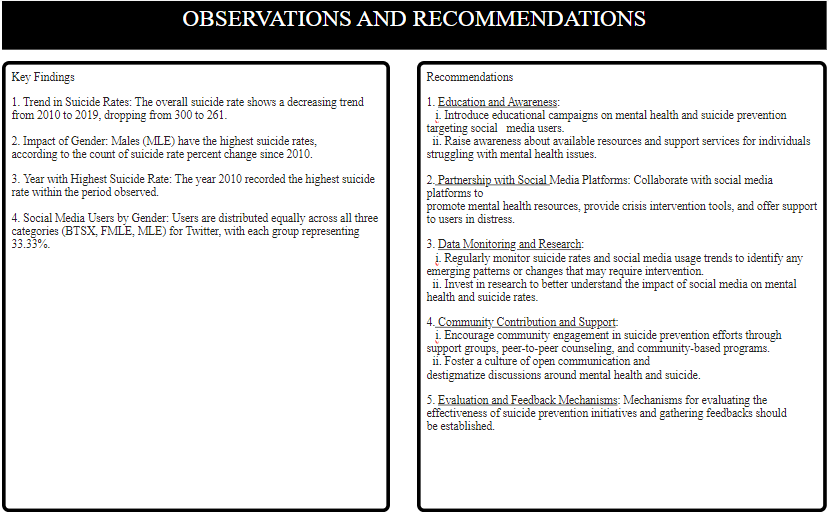 OBSERVATIONS AND RECOMMENDATIONS
Key Findings
1. Trend in Suicide Rates: The overall suicide rate shows a decreasing trend
from 2010 to 2019, dropping from 300 to 261.
2. Impact of Gender: Males (MLE) have the highest suicide rates,
according to the count of suicide rate percent change since 2010.
3. Year with Highest Suicide Rate: The year 2010 recorded the highest suicide
rate within the period observed.
4. Social Media Users by Gender: Users are distributed equally across all three
categories (BTSX, FMLE, MLE) for Twitter, with each group representing
33.33%.
Recommendations
1. Education and Awareness:
i. Introduce educational campaigns on mental health and suicide prevention
targeting social media users.
ii. Raise awareness about available resources and support services for individuals
struggling with mental health issues.
2. Partnership with Social Media Platforms: Collaborate with social media
platforms to
promote mental health resources, provide crisis intervention tools, and offer support
to users in distress.
3. Data Monitoring and Research:
i. Regularly monitor suicide rates and social media usage trends to identify any
emerging patterns or changes that may require intervention.
ii. Invest in research to better understand the impact of social media on mental
health and suicide rates.
4. Community Contribution and Support:
i. Encourage community engagement in suicide prevention efforts through
support groups, peer-to-peer counseling, and community-based programs.
ii. Foster a culture of open communication and
destigmatize discussions around mental health and suicide.
5. Evaluation and Feedback Mechanisms: Mechanisms for evaluating the
effectiveness of suicide prevention initiatives and gathering feedbacks should
be established.